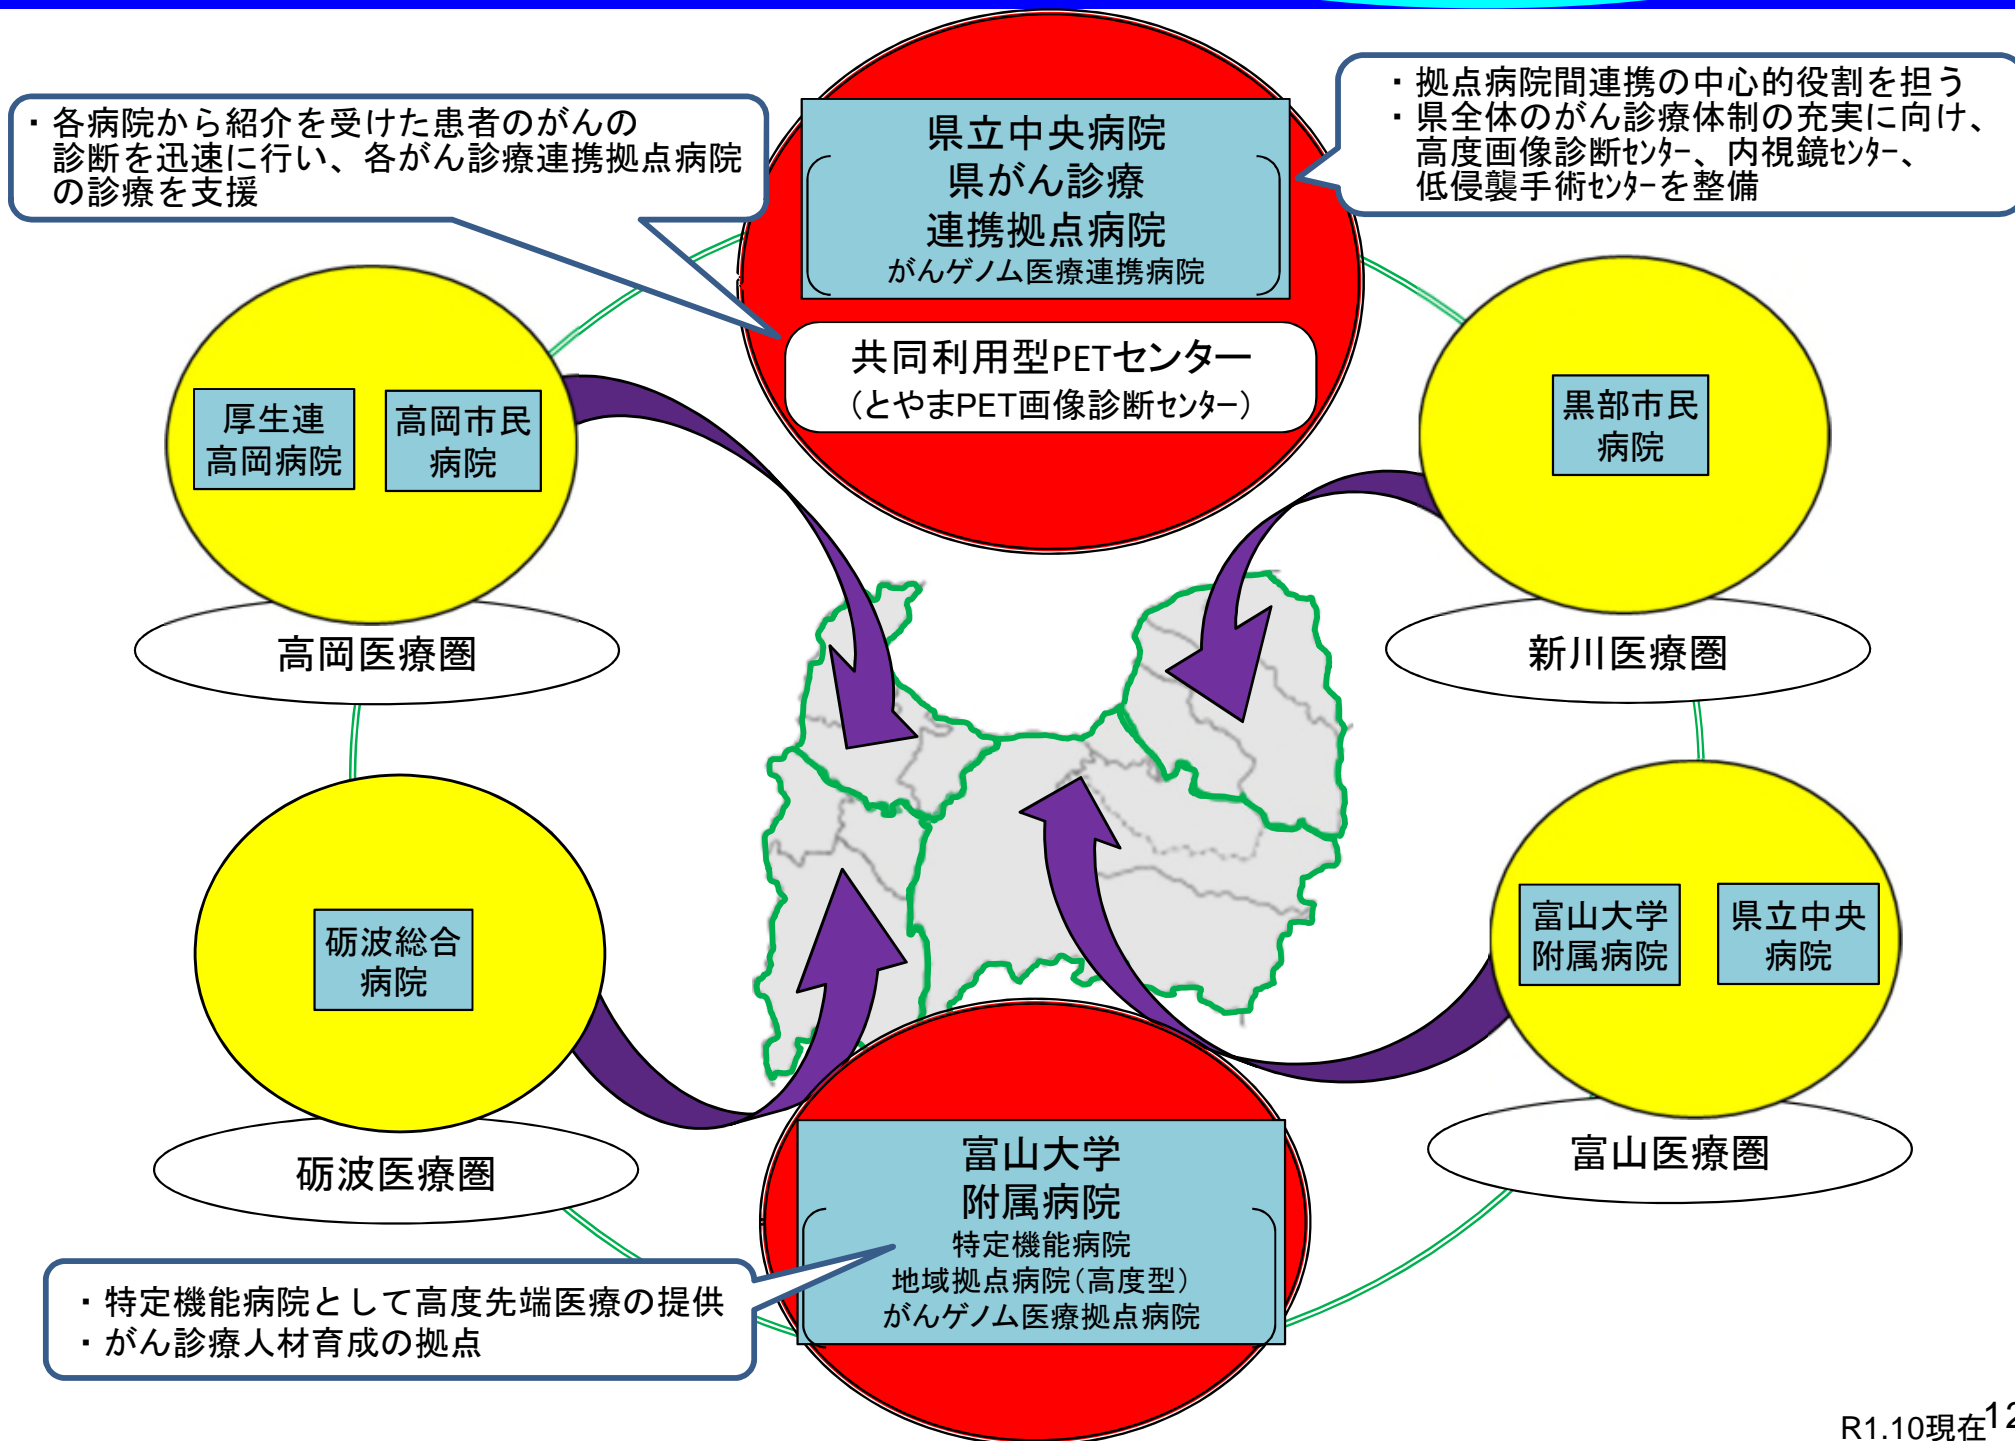 ・各病院から紹介を受けた患者のがんの
診断を迅速に行い、各がん診療連携拠点病院
の診療を支援
県立中央病院
県がん診療
連携拠点病院
がんゲノム医療連携病院
共同利用型PETセンター
（とやまPET画像診断ｾﾝﾀｰ）
・拠点病院間連携の中心的役割を担う
・県全体のがん診療体制の充実に向け、
高度画像診断ｾﾝﾀｰ、内視鏡ｾﾝﾀｰ、
低侵襲手術ｾﾝﾀｰを整備
厚生連
高岡病院
高岡市民
病院
高岡医療圏
黒部市民
病院
新川医療圏
砺波総合
病院
砺波医療圏
富山大学
附属病院
県立中央
病院
富山医療圏
富山大学
附属病院
特定機能病院
地域拠点病院（高度型）
がんゲノム医療拠点病院
・特定機能病院として高度先端医療の提供
・がん診療人材育成の拠点
R1.10現在
12